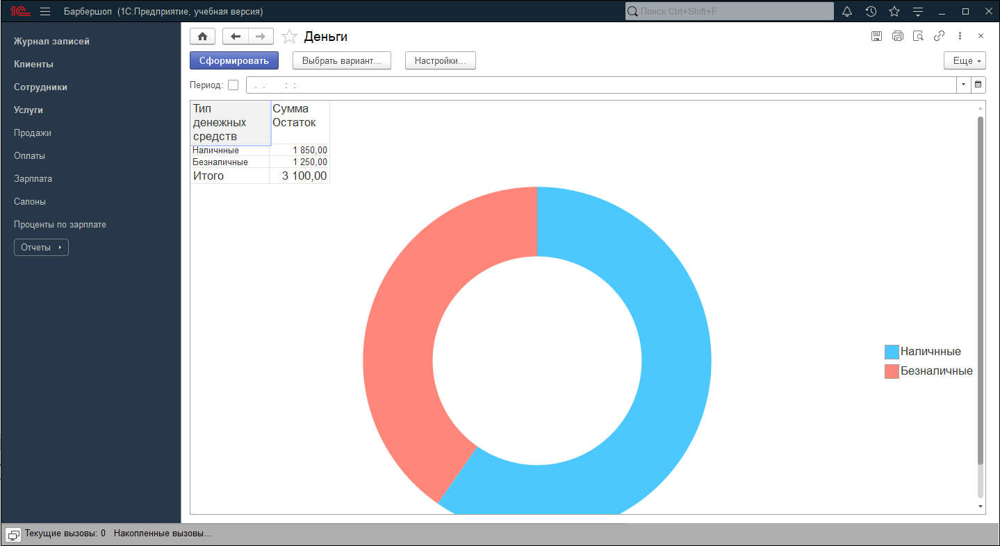 1С Барбершоп (1С:Предприятие, учебная версия) Поиск Ctrl+Shift+F
Журнал записей
Клиенты
Сотрудники
Услуги
Продажи
Оплаты
Зарплата
Салоны
Проценты по зарплате
Отчеты
Деньги
Сформировать Выбрать вариант... Настройки... Еще
Период: . . : :
Тип денежных средств Сумма Остаток
Наличнные 1 850,00
Безналичные 1 250,00
Итого 3 100,00
Наличнные
Безналичные
Текущие вызовы: 0 Накопленные вызовы...